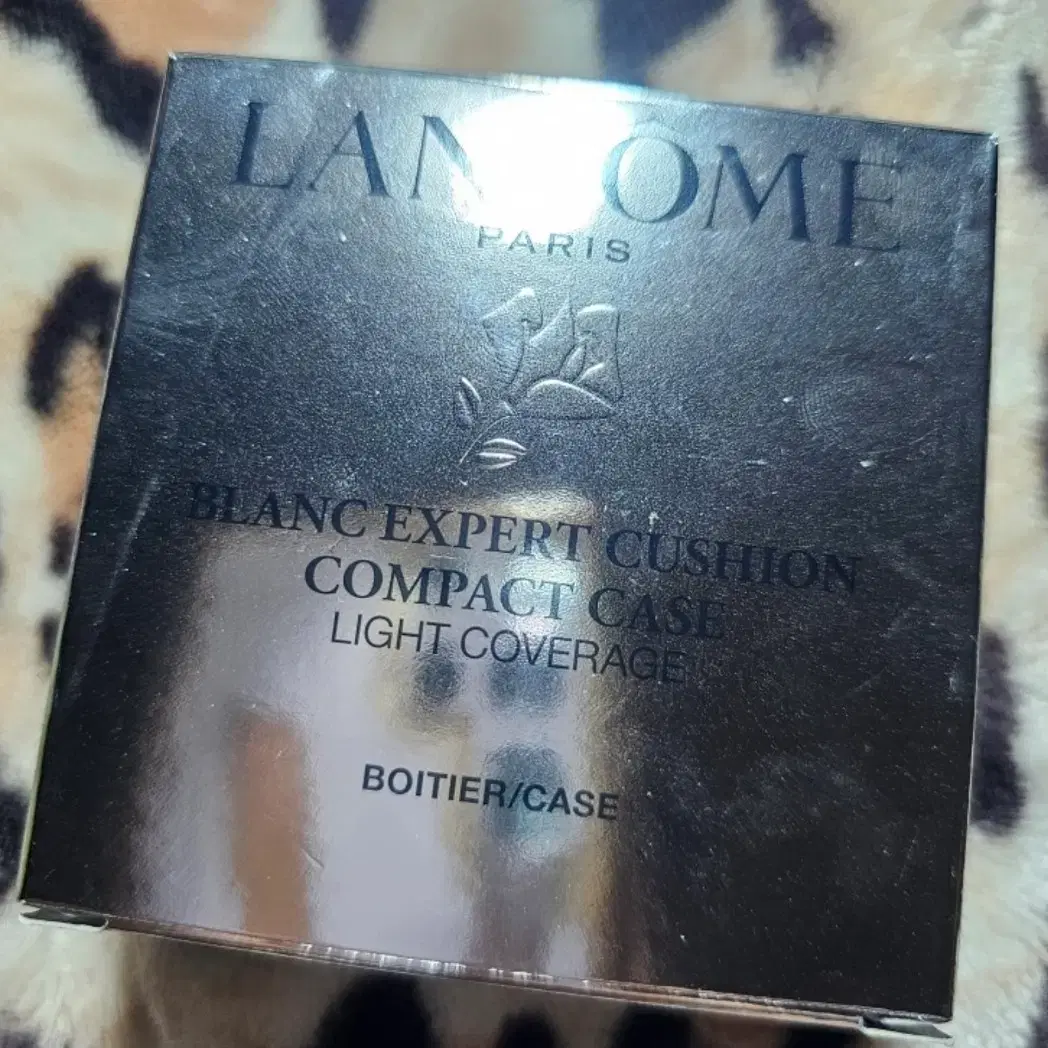 LANCÔME
PARIS
BLANC EXPERT CUSHION
COMPACT CASE
LIGHT COVERAGE
BOITIER/CASE